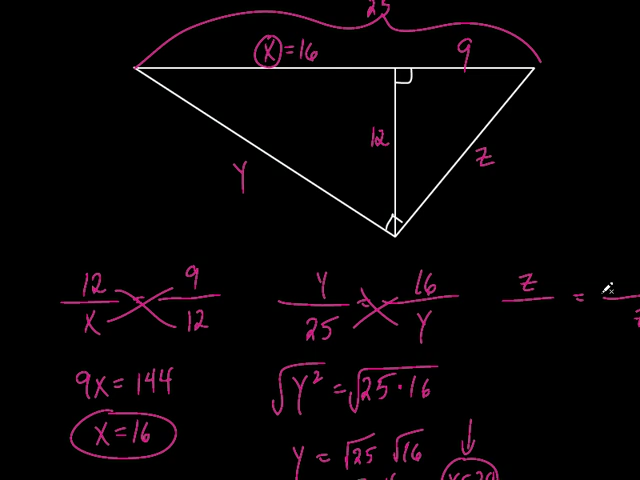 25
X=16
9
12
Y
Z
12/X = 9/12
Y/25 = 16/Y
Z =
9X=144
√Y² = √25·16
X=16
Y = √25 √16